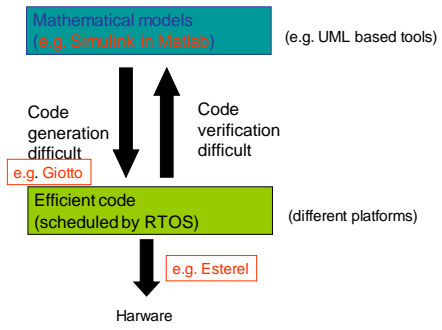 Mathematical models
(e.g. Simulink in Matlab)
(e.g. UML based tools)
Code
generation
difficult
Code
verification
difficult
e.g. Giotto
Efficient code
(scheduled by RTOS)
(different platforms)
e.g. Esterel
Harware